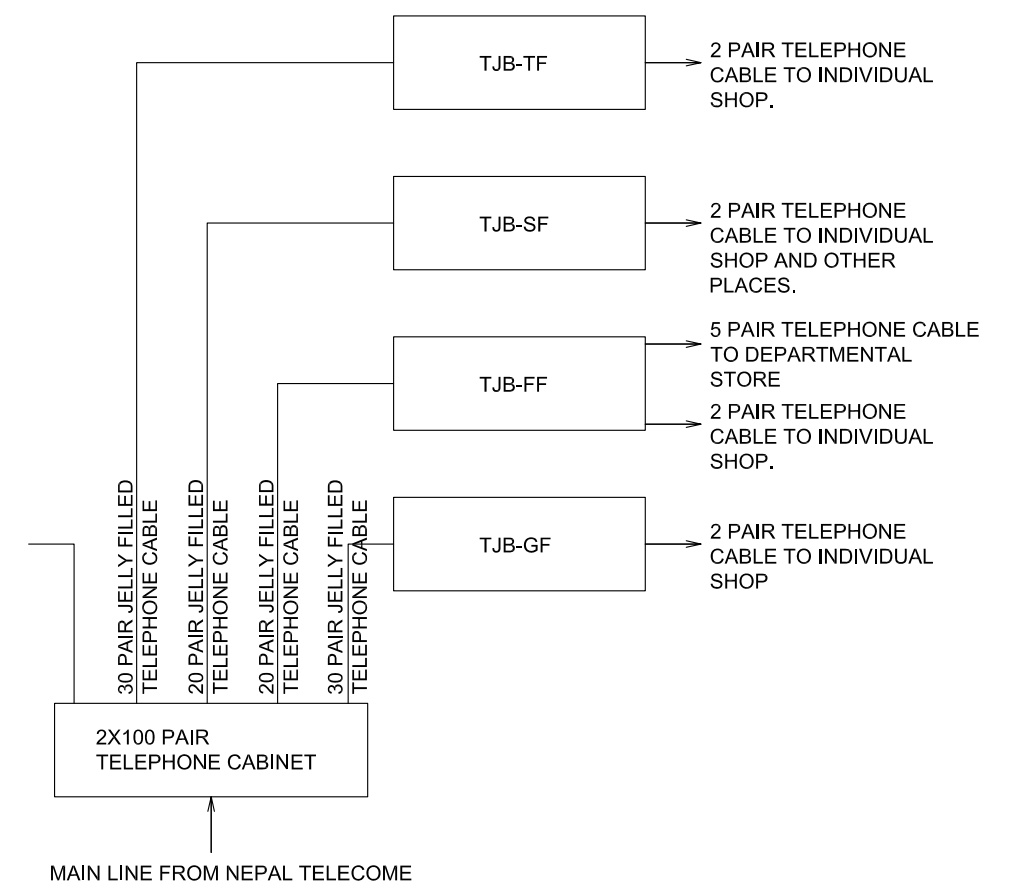 TJB-TF
2 PAIR TELEPHONE
CABLE TO INDIVIDUAL
SHOP.
TJB-SF
2 PAIR TELEPHONE
CABLE TO INDIVIDUAL
SHOP AND OTHER
PLACES.
TJB-FF
5 PAIR TELEPHONE CABLE
TO DEPARTMENTAL
STORE
2 PAIR TELEPHONE
CABLE TO INDIVIDUAL
SHOP.
30 PAIR JELLY FILLED
TELEPHONE CABLE
20 PAIR JELLY FILLED
TELEPHONE CABLE
20 PAIR JELLY FILLED
TELEPHONE CABLE
30 PAIR JELLY FILLED
TELEPHONE CABLE
TJB-GF
2 PAIR TELEPHONE
CABLE TO INDIVIDUAL
SHOP
2X100 PAIR
TELEPHONE CABINET
MAIN LINE FROM NEPAL TELECOME